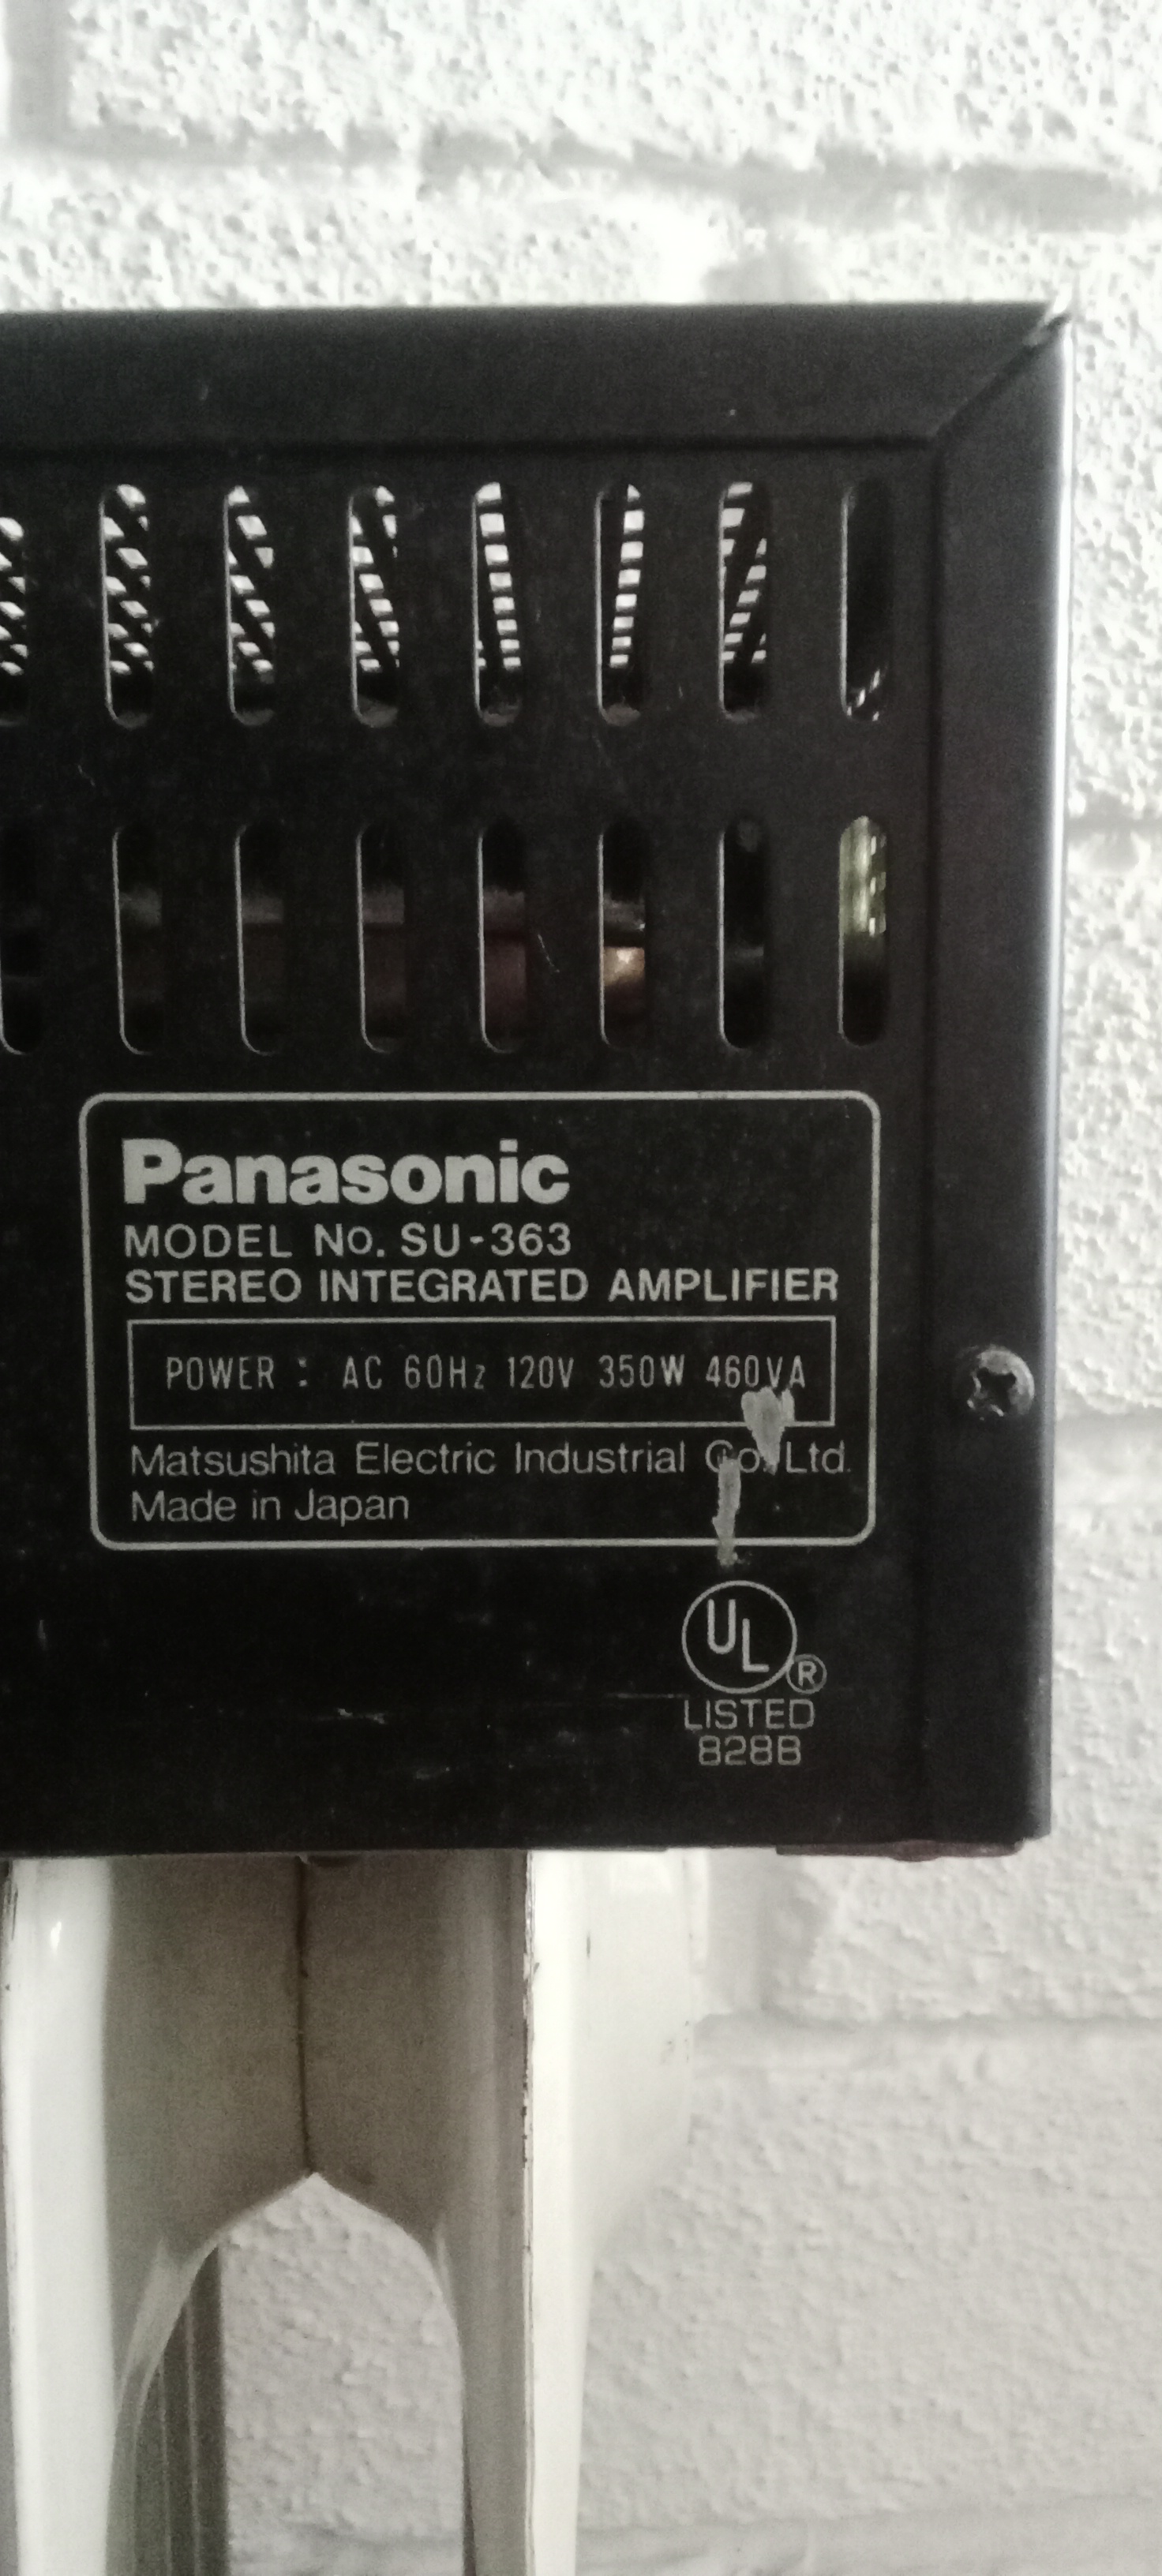 Panasonic
MODEL No. SU-363
STEREO INTEGRATED AMPLIFIER
POWER : AC 60Hz 120V 350W 460VA
Matsushita Electric Industrial Co., Ltd.
Made in Japan
UL ®
LISTED
828B